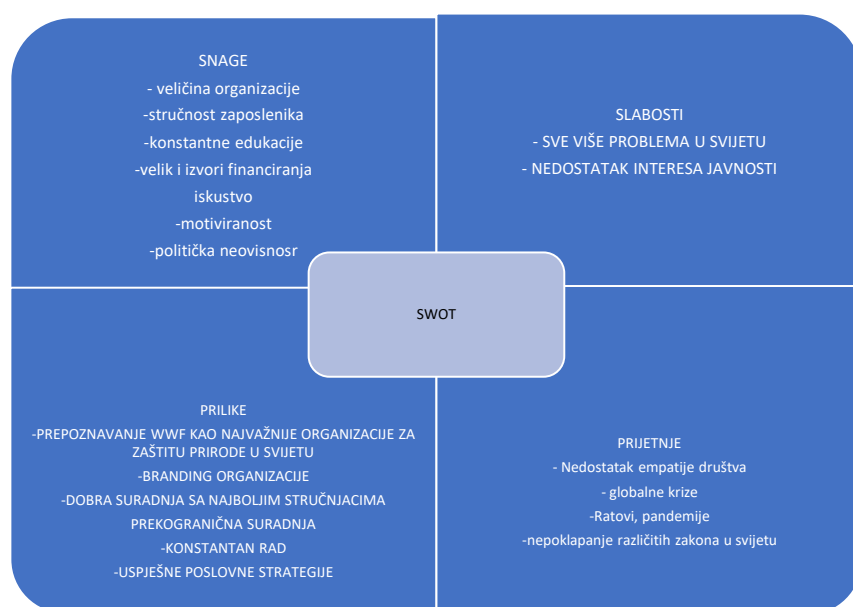 SNAGE
- veličina organizacije
-stručnost zaposlenika
-konstantne edukacije
-velik i izvori financiranja
iskustvo
-motiviranost
-politička neovisnosr
SLABOSTI
- SVE VIŠE PROBLEMA U SVIJETU
- NEDOSTATAK INTERESA JAVNOSTI
SWOT
PRILIKE
-PREPOZNAVANJE WWF KAO NAJVAŽNIJE ORGANIZACIJE ZA
ZAŠTITU PRIRODE U SVIJETU
-BRANDING ORGANIZACIJE
-DOBRA SURADNJA SA NAJBOLJIM STRUČNJACIMA
PREKOGRANIČNA SURADNJA
-KONSTANTAN RAD
-USPJEŠNE POSLOVNE STRATEGIJE
PRIJETNJE
- Nedostatak empatije društva
- globalne krize
-Ratovi, pandemije
-nepoklapanje različitih zakona u svijetu